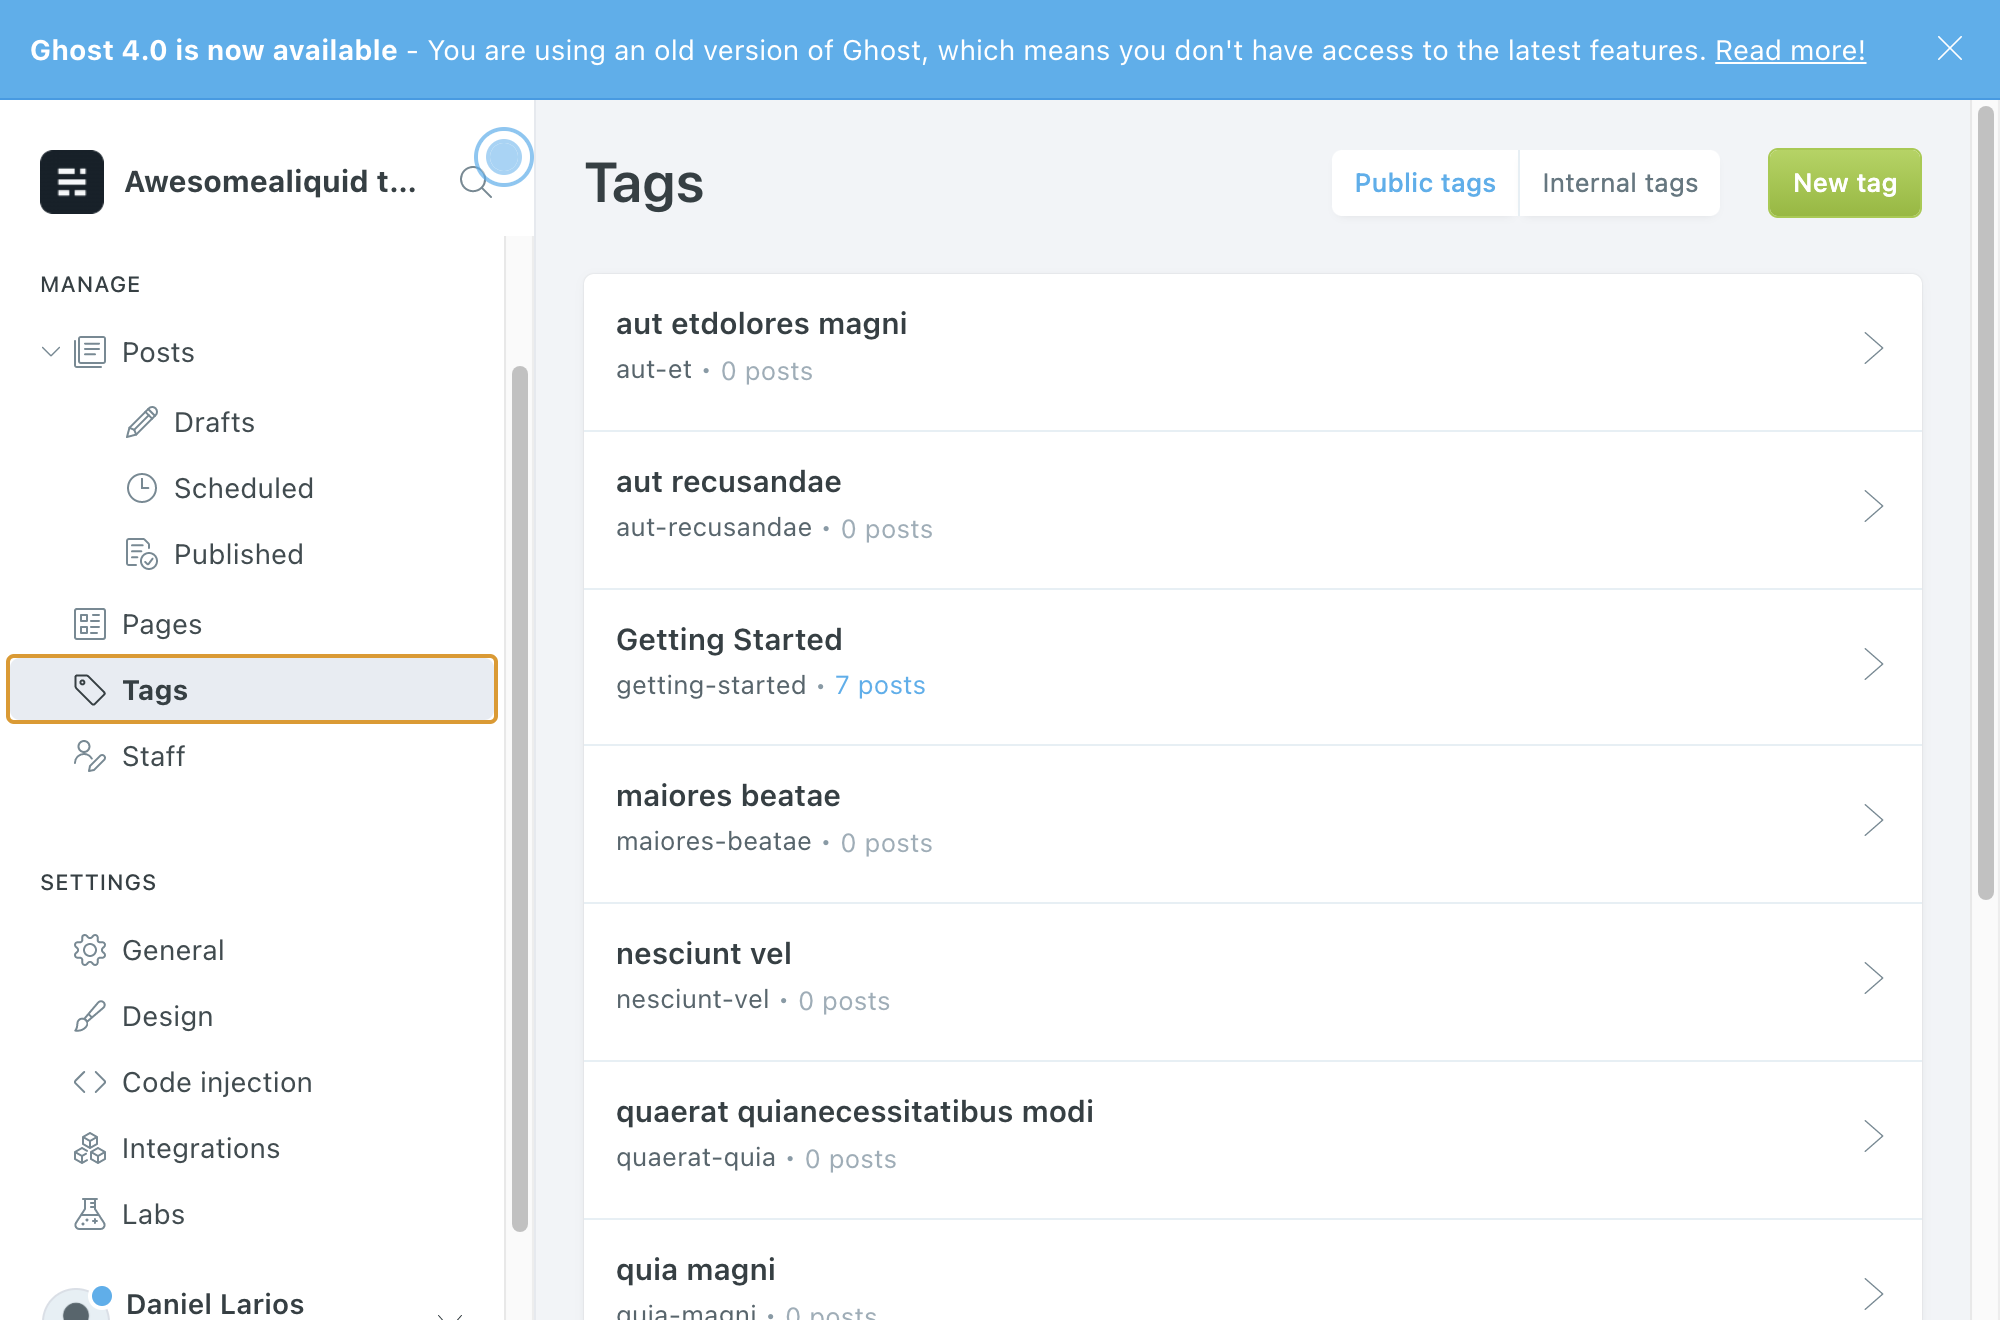 Ghost 4.0 is now available - You are using an old version of Ghost, which means you don't have access to the latest features. Read more!
Awesomealiquid t...
MANAGE
Posts
Drafts
Scheduled
Published
Pages
Tags
Staff
SETTINGS
General
Design
Code injection
Integrations
Labs
Daniel Larios
Tags
Public tags
Internal tags
New tag
aut etdolores magni
aut-et • 0 posts
aut recusandae
aut-recusandae • 0 posts
Getting Started
getting-started • 7 posts
maiores beatae
maiores-beatae • 0 posts
nesciunt vel
nesciunt-vel • 0 posts
quaerat quianecessitatibus modi
quaerat-quia • 0 posts
quia magni
quia-magni • 0 posts